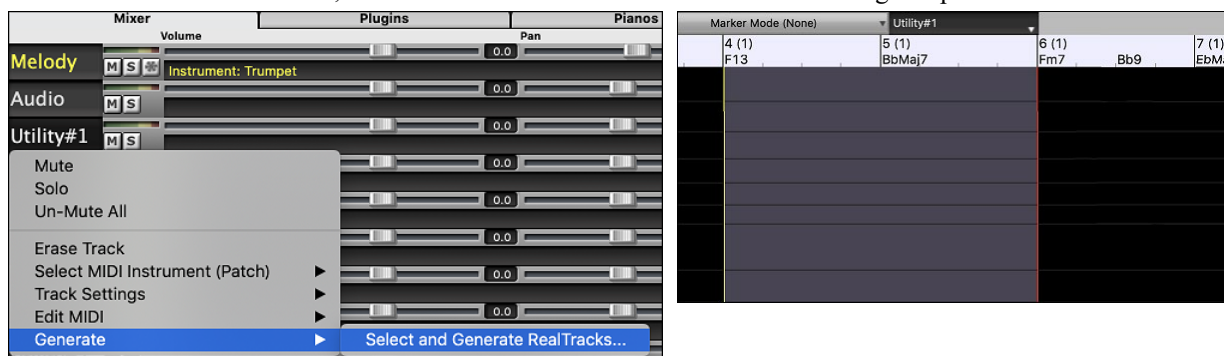 Mixer Plugins Pianos
Volume Pan
Melody M S Instrument: Trumpet 0.0
Audio M S 0.0
Utility#1 M S 0.0
Mute 0.0
Solo
Un-Mute All 0.0
Erase Track 0.0
Select MIDI Instrument (Patch) 0.0
Track Settings
Edit MIDI 0.0
Generate Select and Generate RealTracks...
Marker Mode (None) Utility#1
4 (1) 5 (1) 6 (1) 7 (1)
F13 BbMaj7 Fm7 Bb9